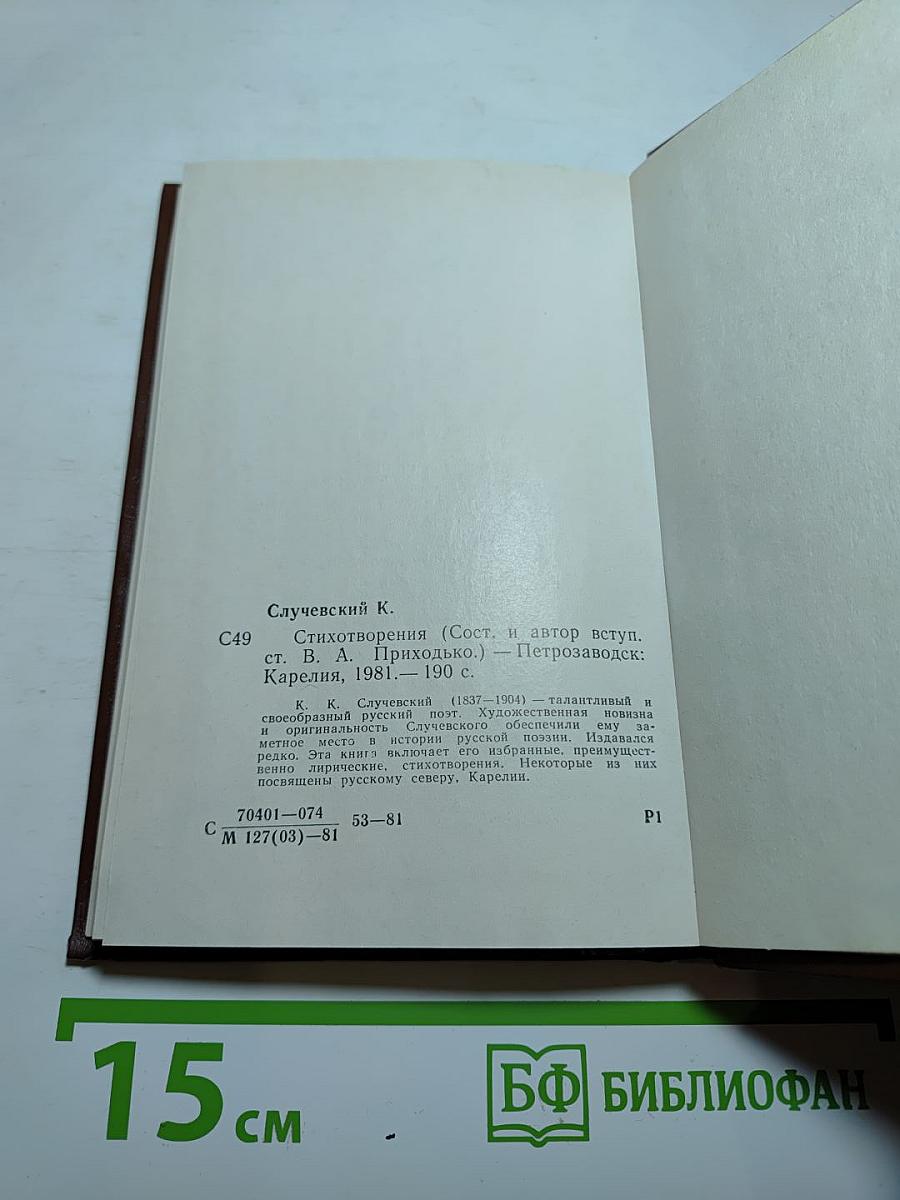 Случевский К.
С49 Стихотворения (Сост. и автор вступ.
ст. В. А. Приходько.) — Петрозаводск:
Карелия, 1981.— 190 с.
К. К. Случевский (1837—1904) — талантливый и
своеобразный русский поэт. Художественная новизна
и оригинальность Случевского обеспечили ему за-
метное место в истории русской поэзии. Издавался
редко. Эта книга включает его избранные, преимущест-
венно лирические, стихотворения. Некоторые из них
посвящены русскому северу, Карелии.
70401—074
С 53—81 Р1
М 127(03)—81
15 см
БФ БИБЛИОФАН